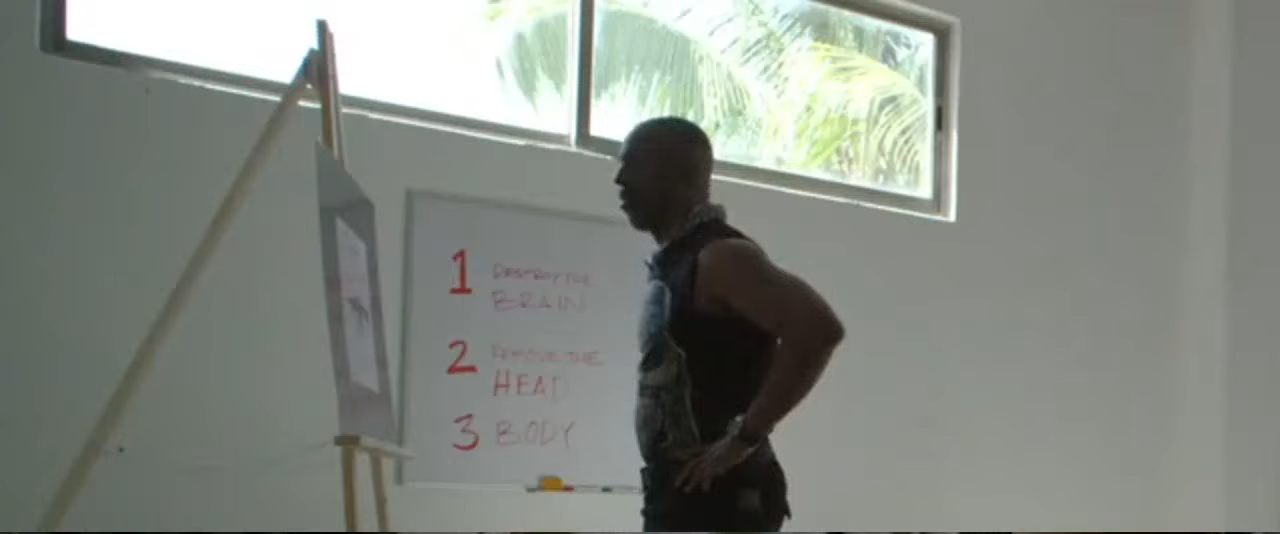 1 DESTROY THE
BRAIN
2 REMOVE THE
HEAD
3 BODY